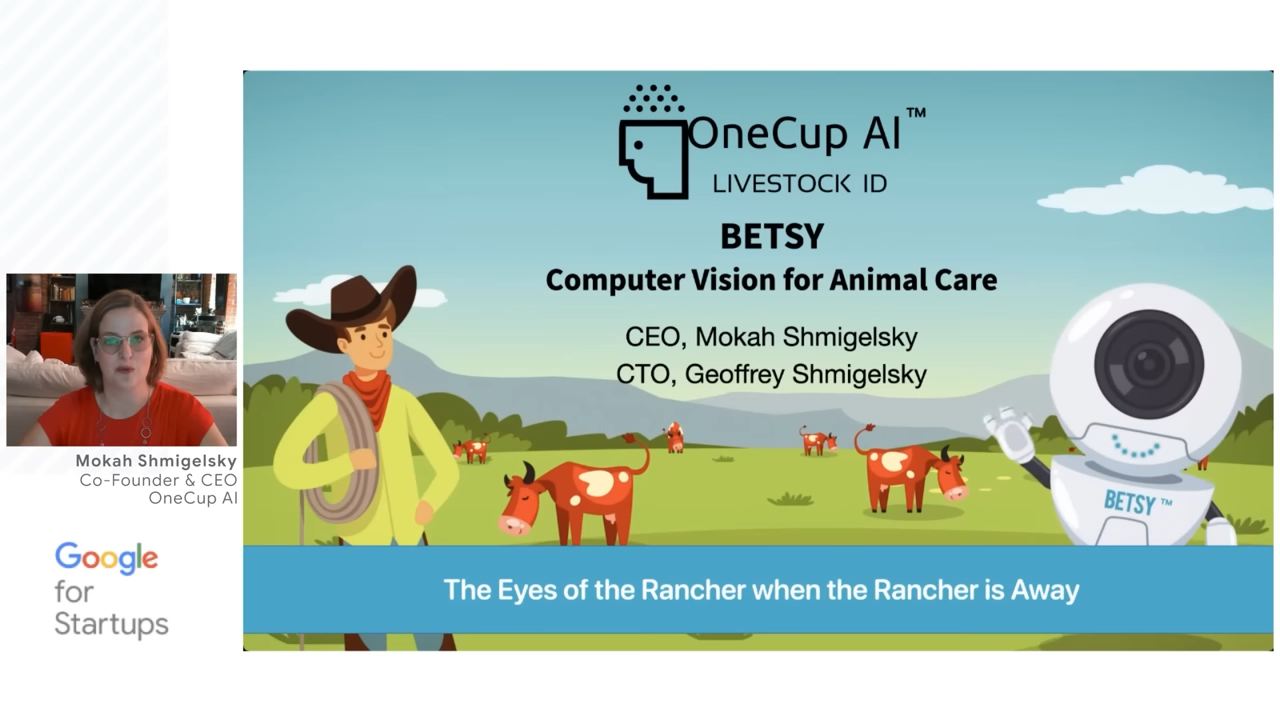 OneCup AI™
LIVESTOCK ID
BETSY
Computer Vision for Animal Care
CEO, Mokah Shmigelsky
CTO, Geoffrey Shmigelsky
BETSY™
The Eyes of the Rancher when the Rancher is Away
Mokah Shmigelsky
Co-Founder & CEO
OneCup AI
Google
for
Startups